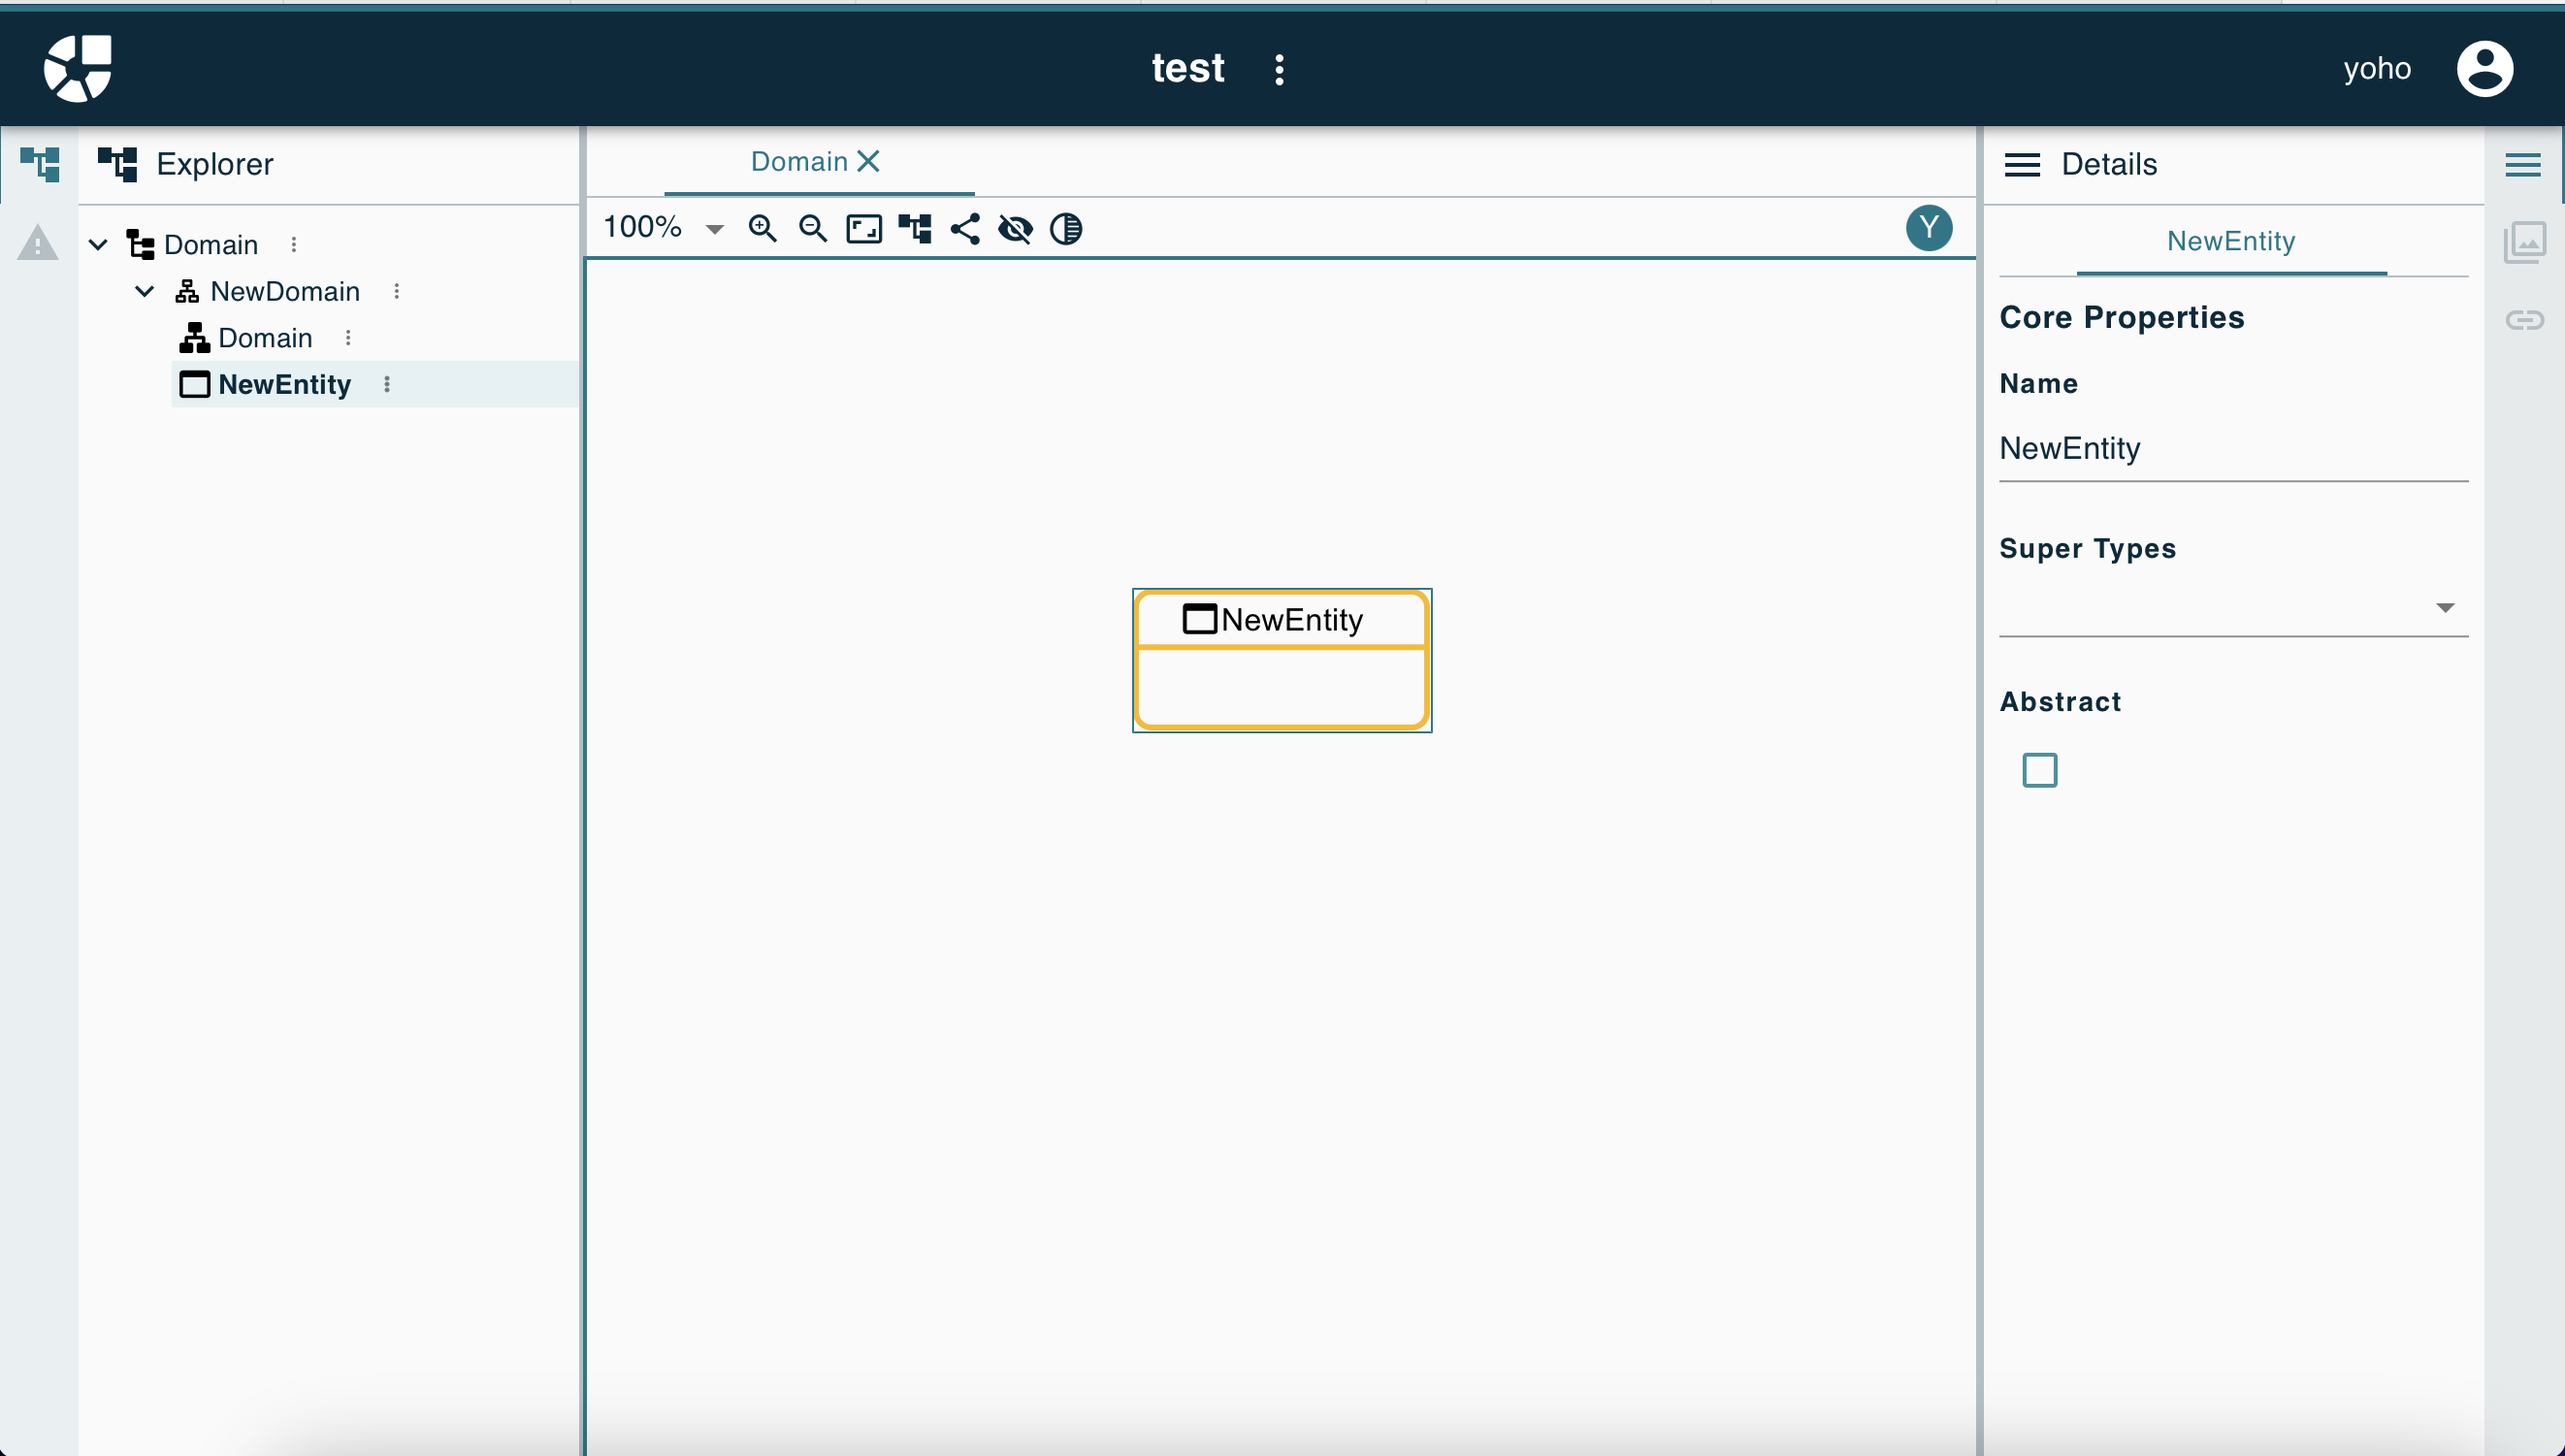 test
yoho
Explorer
Domain
NewDomain
Domain
NewEntity
Domain
100%
Y
NewEntity
Details
NewEntity
Core Properties
Name
NewEntity
Super Types
Abstract